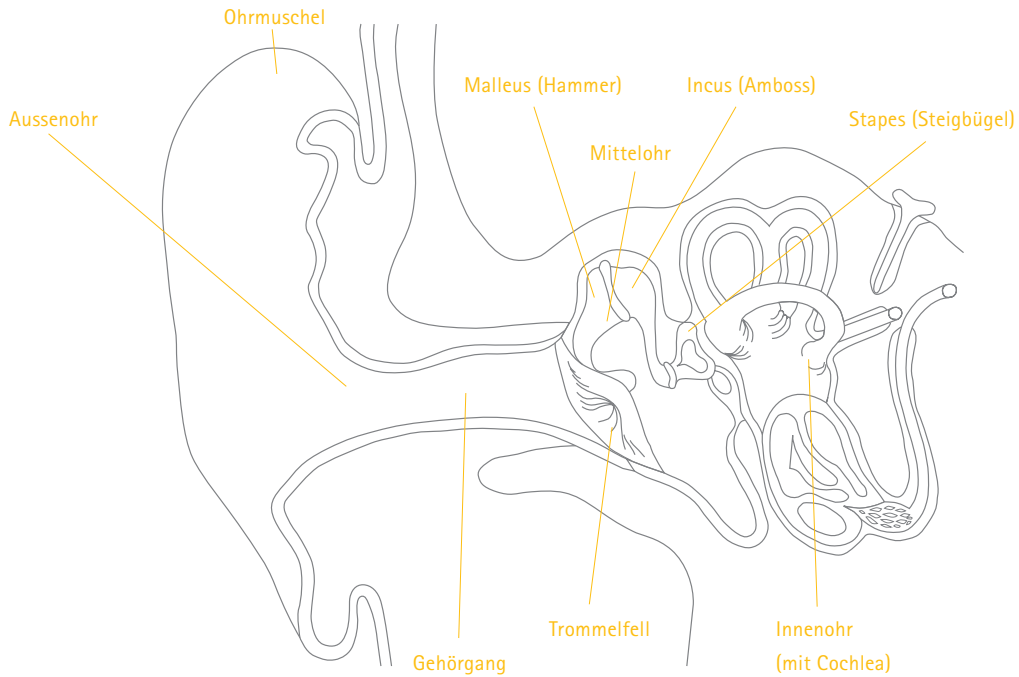 Ohrmuschel
Malleus (Hammer)
Incus (Amboss)
Aussenohr
Stapes (Steigbügel)
Mittelohr
Trommelfell
Innenohr
(mit Cochlea)
Gehörgang